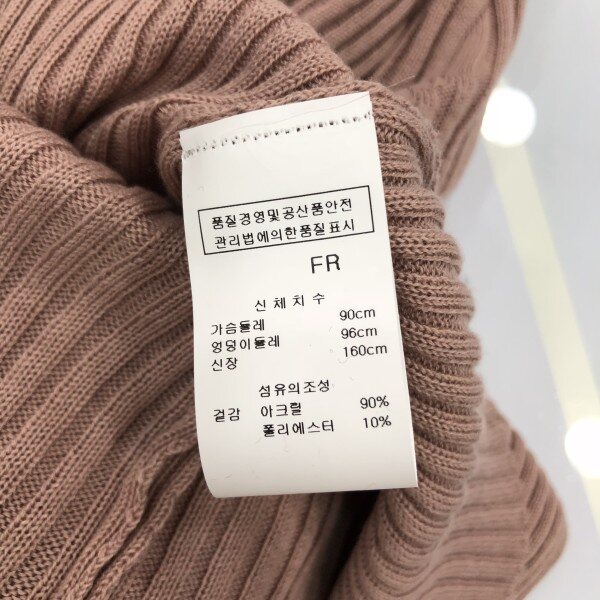 품질경영및공산품안전
관리법에의한품질표시
FR
신체치수
가슴둘레 90cm
엉덩이둘레 96cm
신장 160cm
섬유의조성
겉감 아크릴 90%
폴리에스터 10%